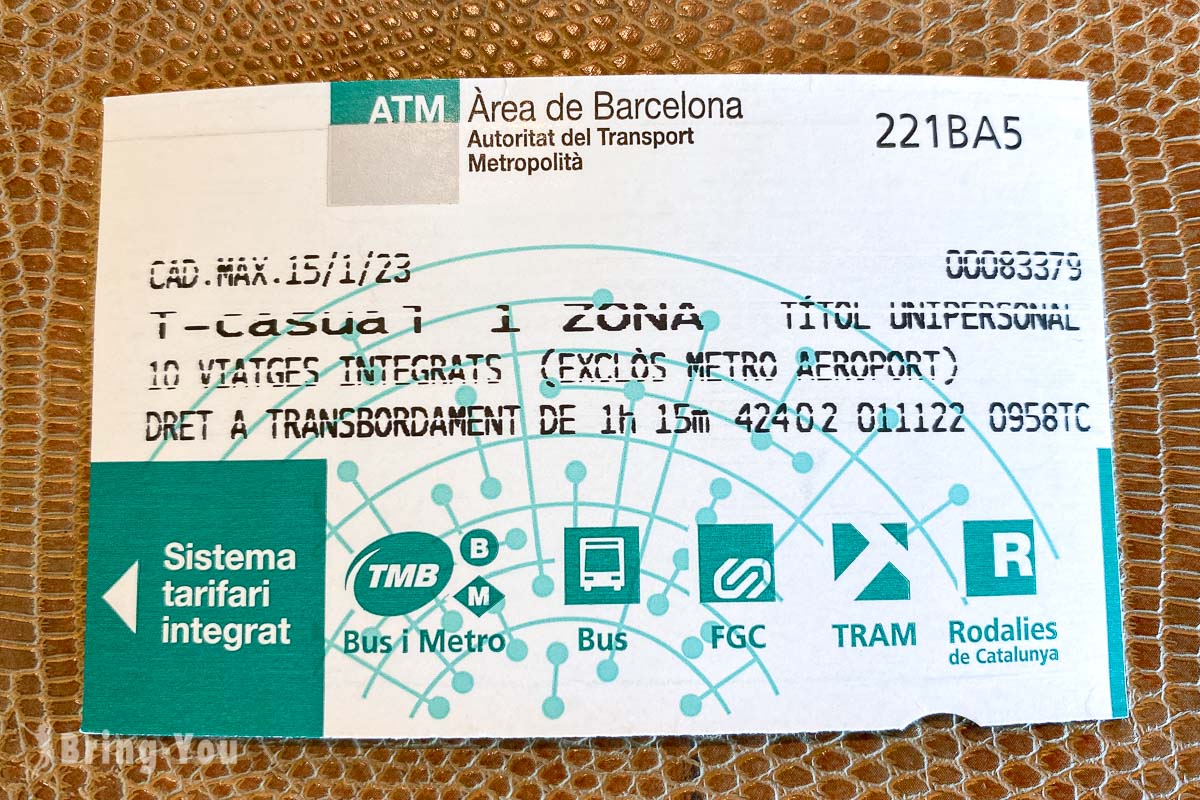 ATM Àrea de Barcelona
Autoritat del Transport
Metropolità
221BA5
CAD.MAX.15/1/23 00083379
T-casual 1 ZONA TÍTOL UNIPERSONAL
10 VIATGES INTEGRATS (EXCLÒS METRO AEROPORT)
DRET A TRANSBORDAMENT DE 1h 15m 42402 011122 0958TC
Sistema
tarifari
integrat
TMB B
M
R
Bus i Metro
Bus
FGC
TRAM
Rodalies
de Catalunya
Bring-You